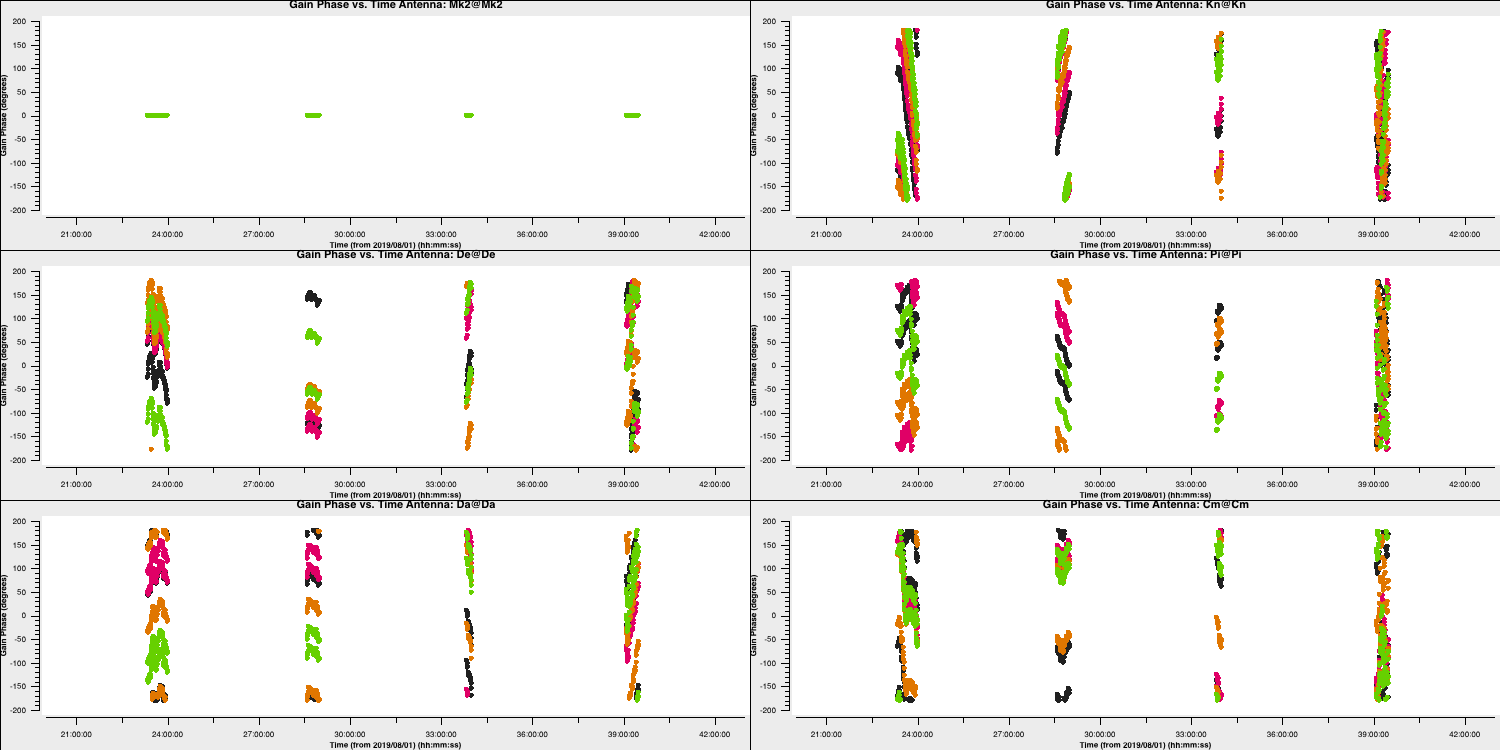 Gain Phase vs. Time Antenna: Mk2@Mk2
Gain Phase (degrees)
200
150
100
50
0
-50
-100
-150
-200
21:00:00 24:00:00 27:00:00 30:00:00 33:00:00 36:00:00 39:00:00 42:00:00
Time (from 2019/08/01) (hh:mm:ss)
Gain Phase vs. Time Antenna: Kn@Kn
Gain Phase (degrees)
200
150
100
50
0
-50
-100
-150
-200
21:00:00 24:00:00 27:00:00 30:00:00 33:00:00 36:00:00 39:00:00 42:00:00
Time (from 2019/08/01) (hh:mm:ss)
Gain Phase vs. Time Antenna: De@De
Gain Phase (degrees)
200
150
100
50
0
-50
-100
-150
-200
21:00:00 24:00:00 27:00:00 30:00:00 33:00:00 36:00:00 39:00:00 42:00:00
Time (from 2019/08/01) (hh:mm:ss)
Gain Phase vs. Time Antenna: Pi@Pi
Gain Phase (degrees)
200
150
100
50
0
-50
-100
-150
-200
21:00:00 24:00:00 27:00:00 30:00:00 33:00:00 36:00:00 39:00:00 42:00:00
Time (from 2019/08/01) (hh:mm:ss)
Gain Phase vs. Time Antenna: Da@Da
Gain Phase (degrees)
200
150
100
50
0
-50
-100
-150
-200
21:00:00 24:00:00 27:00:00 30:00:00 33:00:00 36:00:00 39:00:00 42:00:00
Time (from 2019/08/01) (hh:mm:ss)
Gain Phase vs. Time Antenna: Cm@Cm
Gain Phase (degrees)
200
150
100
50
0
-50
-100
-150
-200
21:00:00 24:00:00 27:00:00 30:00:00 33:00:00 36:00:00 39:00:00 42:00:00
Time (from 2019/08/01) (hh:mm:ss)